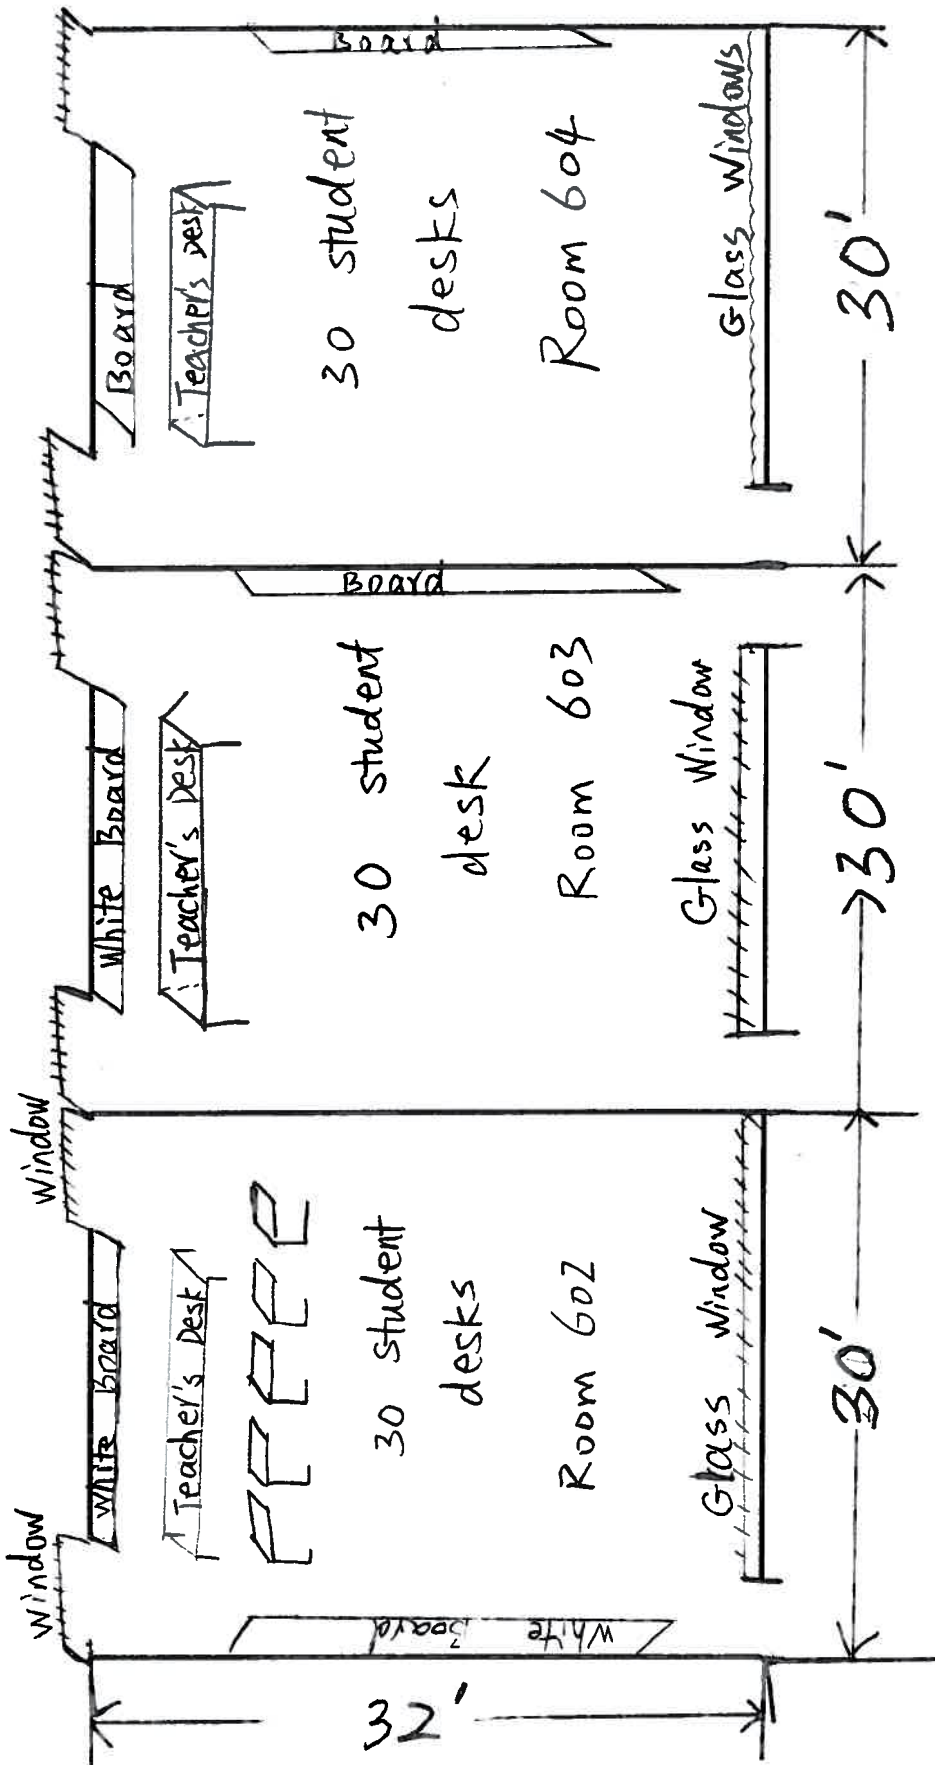 Window
Window
White Board
Teacher's Desk
30 student
desks
Room 602
Glass Window
White Board
32'
30'
White Board
Teacher's Desk
30 student
desk
Room 603
Glass Window
Board
30'
Board
Teacher's Desk
30 student
desks
Room 604
Glass Windows
Board
30'